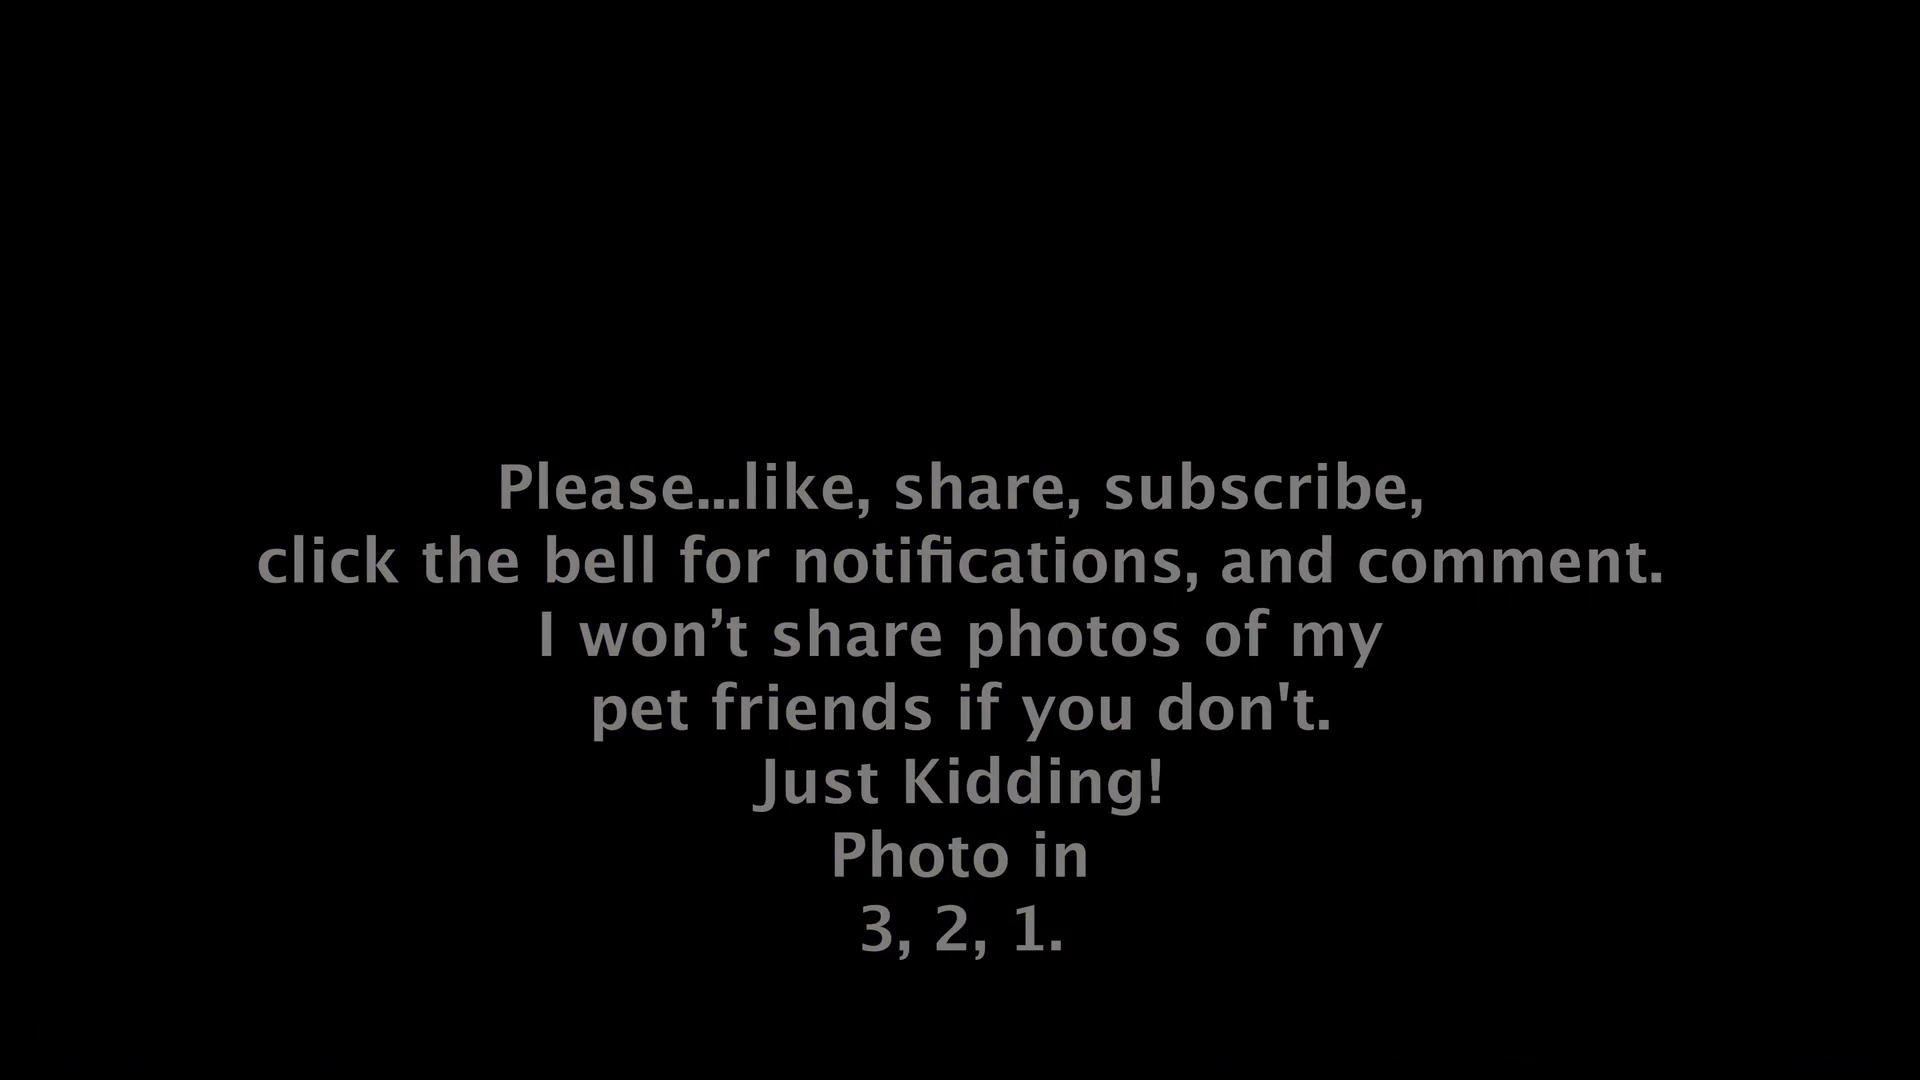 Please...like, share, subscribe,
click the bell for notifications, and comment.
I won’t share photos of my
pet friends if you don't.
Just Kidding!
Photo in
3, 2, 1.